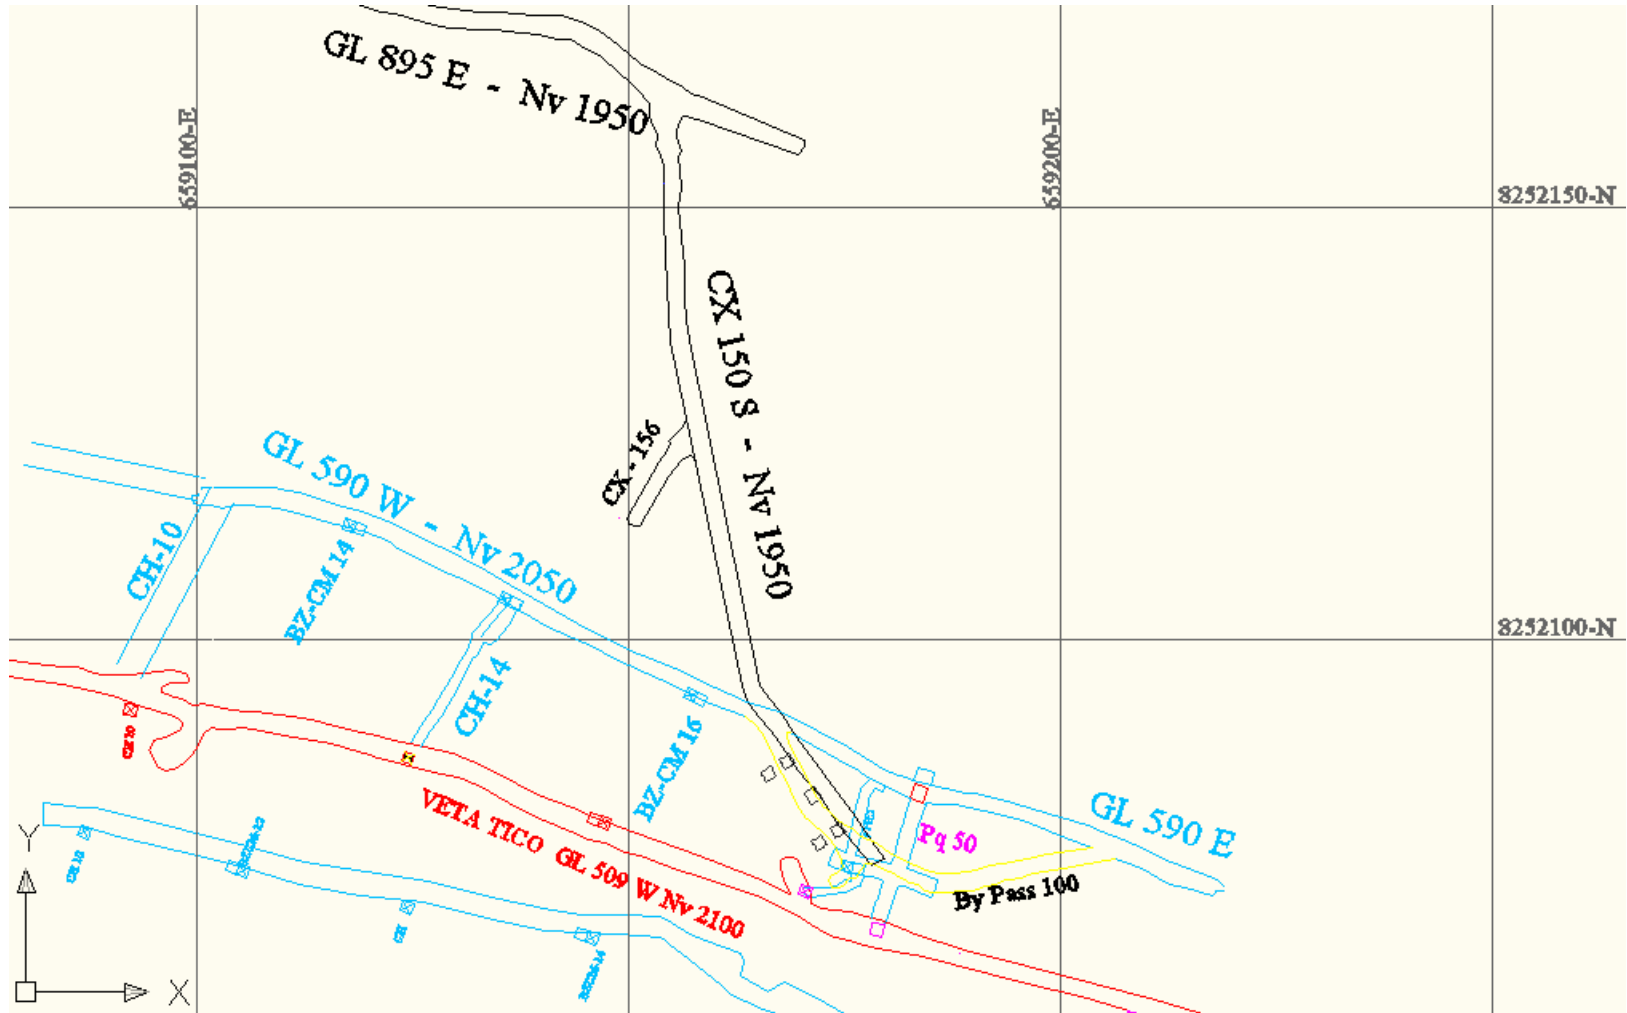 GL 895 E - Nv 1950
659100-E
659200-E
8252150-N
CX 150 S - Nv 1950
CX - 156
GL 590 W - Nv 2050
CH-10
BZ-CM 14
8252100-N
CH-14
BZ-CM 16
VETA TICO GL 509 W Nv 2100
GL 590 E
Pq 50
By Pass 100
Y
X